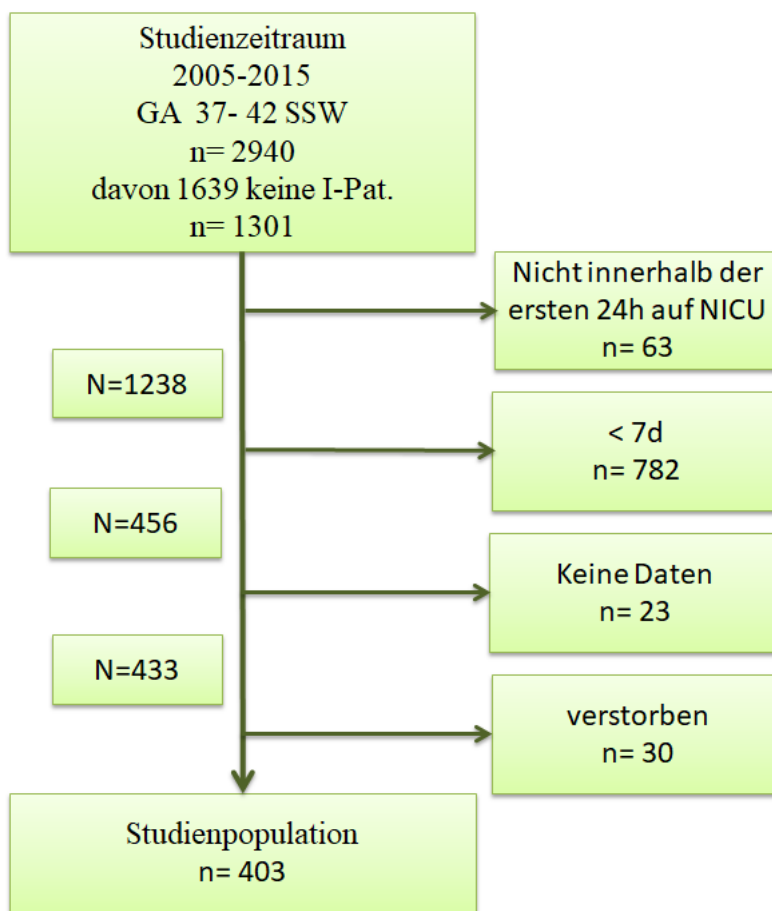 Studienzeitraum
2005-2015
GA 37- 42 SSW
n= 2940
davon 1639 keine I-Pat.
n= 1301
Nicht innerhalb der
ersten 24h auf NICU
n= 63
N=1238
< 7d
n= 782
N=456
Keine Daten
n= 23
N=433
verstorben
n= 30
Studienpopulation
n= 403